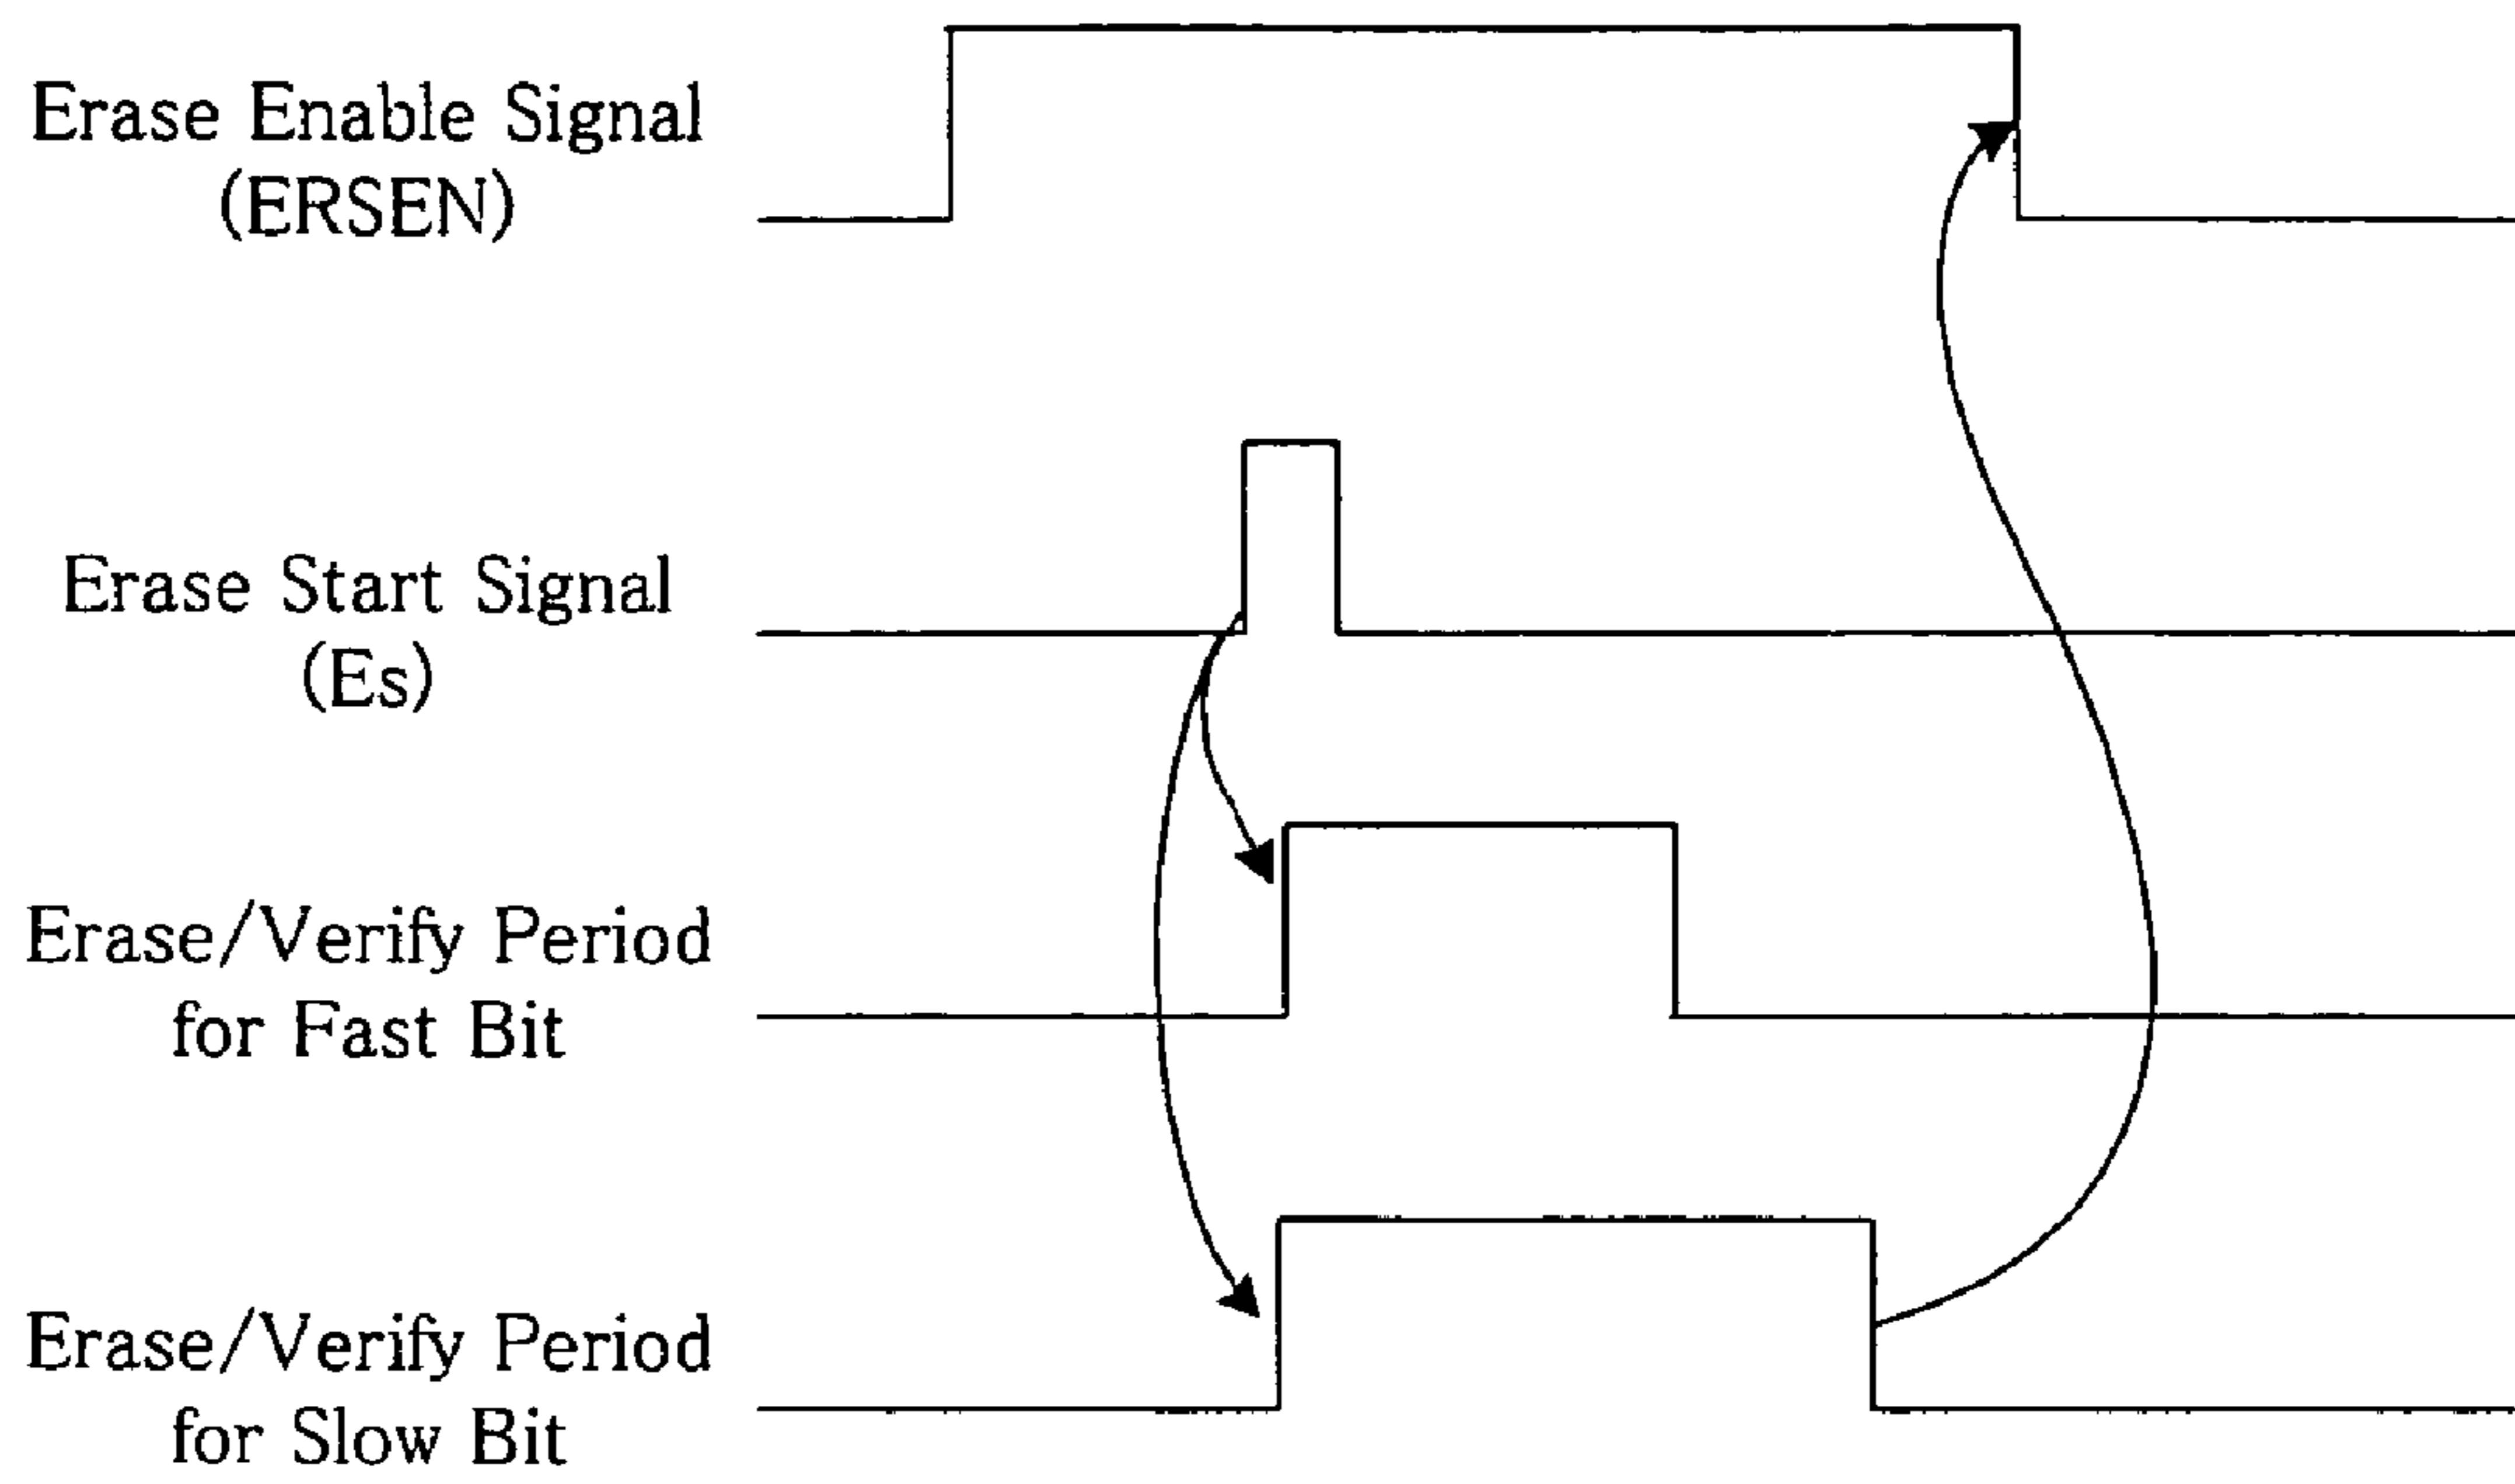 Erase Enable Signal
(ERSEN)
Erase Start Signal
(Es)
Erase/Verify Period
for Fast Bit
Erase/Verify Period
for Slow Bit